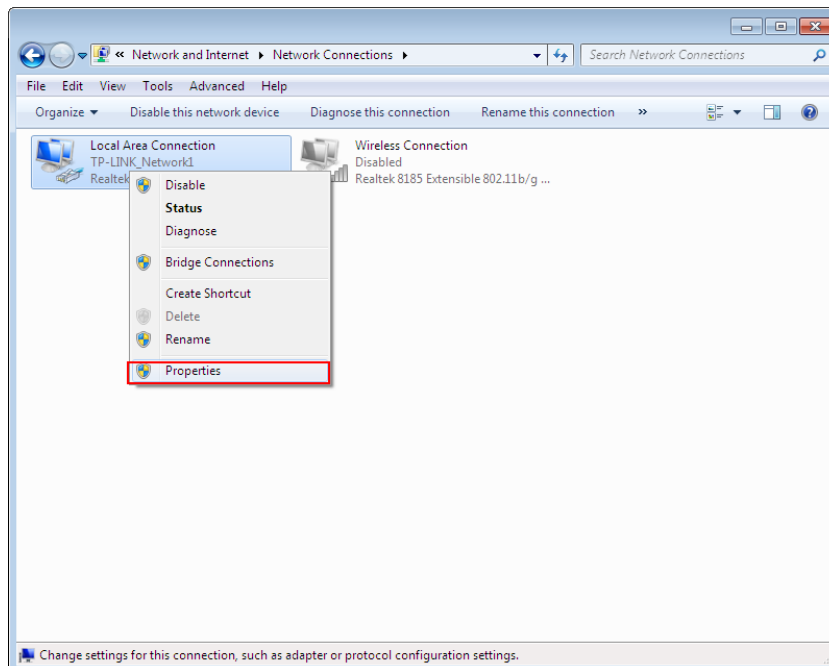 « Network and Internet Network Connections Search Network Connections
File Edit View Tools Advanced Help
Organize Disable this network device Diagnose this connection Rename this connection »
Local Area Connection
TP-LINK_Network1
Realtek
Wireless Connection
Disabled
Realtek 8185 Extensible 802.11b/g ...
Disable
Status
Diagnose
Bridge Connections
Create Shortcut
Delete
Rename
Properties
Change settings for this connection, such as adapter or protocol configuration settings.